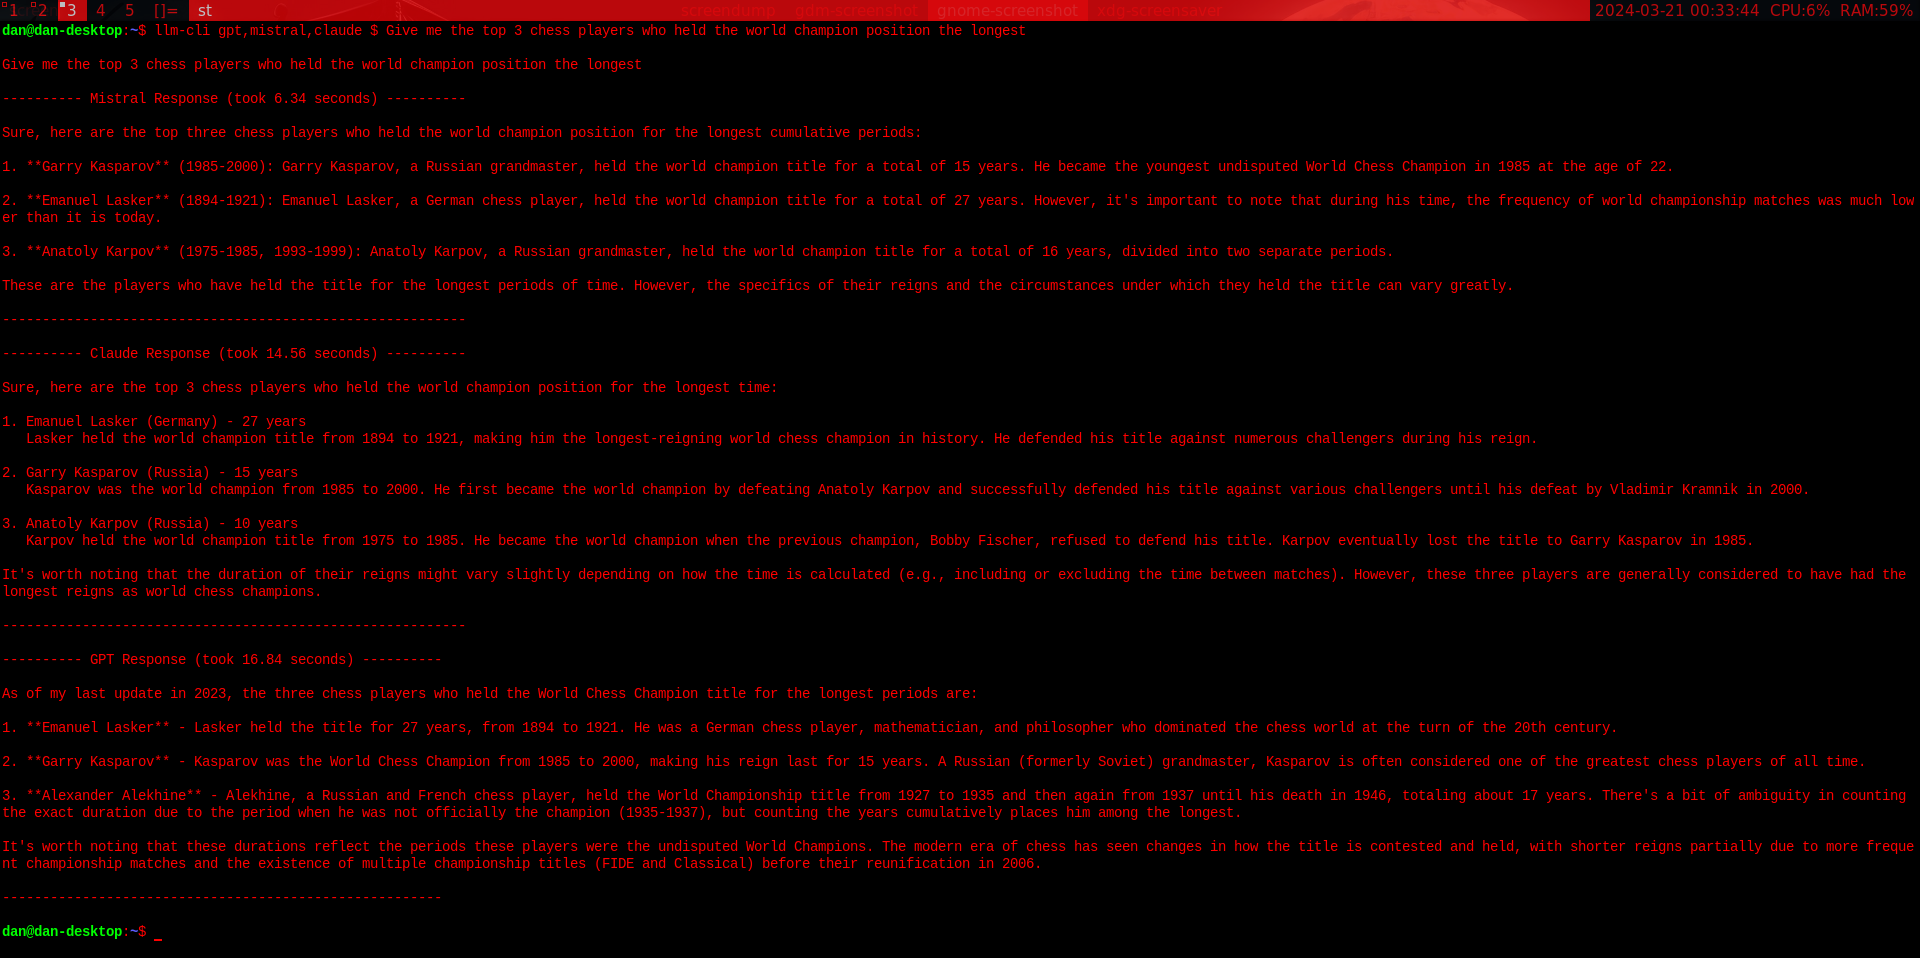 1 2 3 4 5 []= st gnome-screenshot xdg-screensaver 2024-03-21 00:33:44 CPU:6% RAM:59%
dan@dan-desktop:~$ llm-cli gpt,mistral,claude $ Give me the top 3 chess players who held the world champion position the longest
Give me the top 3 chess players who held the world champion position the longest
---------- Mistral Response (took 6.34 seconds) ----------
Sure, here are the top three chess players who held the world champion position for the longest cumulative periods:
1. **Garry Kasparov** (1985-2000): Garry Kasparov, a Russian grandmaster, held the world champion title for a total of 15 years. He became the youngest undisputed World Chess Champion in 1985 at the age of 22.
2. **Emanuel Lasker** (1894-1921): Emanuel Lasker, a German chess player, held the world champion title for a total of 27 years. However, it's important to note that during his time, the frequency of world championship matches was much low
er than it is today.
3. **Anatoly Karpov** (1975-1985, 1993-1999): Anatoly Karpov, a Russian grandmaster, held the world champion title for a total of 16 years, divided into two separate periods.
These are the players who have held the title for the longest periods of time. However, the specifics of their reigns and the circumstances under which they held the title can vary greatly.
----------------------------------------------------------
---------- Claude Response (took 14.56 seconds) ----------
Sure, here are the top 3 chess players who held the world champion position for the longest time:
1. Emanuel Lasker (Germany) - 27 years
Lasker held the world champion title from 1894 to 1921, making him the longest-reigning world chess champion in history. He defended his title against numerous challengers during his reign.
2. Garry Kasparov (Russia) - 15 years
Kasparov was the world champion from 1985 to 2000. He first became the world champion by defeating Anatoly Karpov and successfully defended his title against various challengers until his defeat by Vladimir Kramnik in 2000.
3. Anatoly Karpov (Russia) - 10 years
Karpov held the world champion title from 1975 to 1985. He became the world champion when the previous champion, Bobby Fischer, refused to defend his title. Karpov eventually lost the title to Garry Kasparov in 1985.
It's worth noting that the duration of their reigns might vary slightly depending on how the time is calculated (e.g., including or excluding the time between matches). However, these three players are generally considered to have had the
longest reigns as world chess champions.
----------------------------------------------------------
---------- GPT Response (took 16.84 seconds) ----------
As of my last update in 2023, the three chess players who held the World Chess Champion title for the longest periods are:
1. **Emanuel Lasker** - Lasker held the title for 27 years, from 1894 to 1921. He was a German chess player, mathematician, and philosopher who dominated the chess world at the turn of the 20th century.
2. **Garry Kasparov** - Kasparov was the World Chess Champion from 1985 to 2000, making his reign last for 15 years. A Russian (formerly Soviet) grandmaster, Kasparov is often considered one of the greatest chess players of all time.
3. **Alexander Alekhine** - Alekhine, a Russian and French chess player, held the World Championship title from 1927 to 1935 and then again from 1937 until his death in 1946, totaling about 17 years. There's a bit of ambiguity in counting
the exact duration due to the period when he was not officially the champion (1935-1937), but counting the years cumulatively places him among the longest.
It's worth noting that these durations reflect the periods these players were the undisputed World Champions. The modern era of chess has seen changes in how the title is contested and held, with shorter reigns partially due to more freque
nt championship matches and the existence of multiple championship titles (FIDE and Classical) before their reunification in 2006.
-------------------------------------------------------
dan@dan-desktop:~$ _